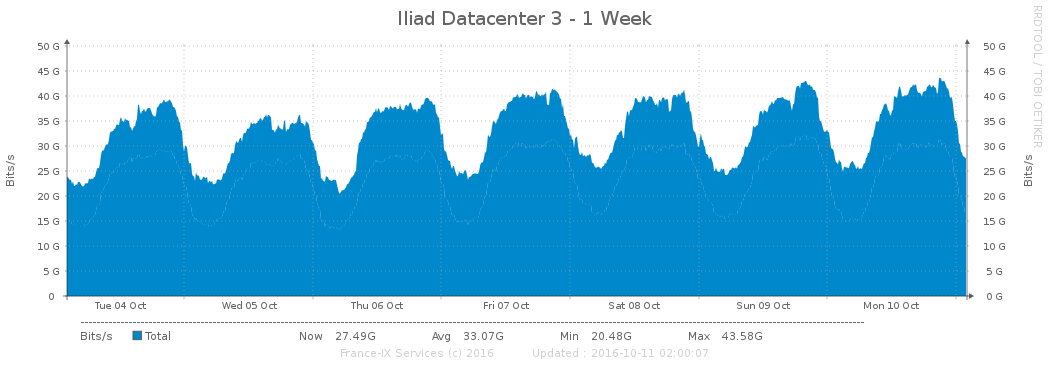 Iliad Datacenter 3 - 1 Week
RRDTOOL / TOBI OETIKER
Bits/s
50 G 50 G
45 G 45 G
40 G 40 G
35 G 35 G
30 G 30 G
25 G 25 G
20 G 20 G
15 G 15 G
10 G 10 G
5 G 5 G
0 0 G
Bits/s
Tue 04 Oct Wed 05 Oct Thu 06 Oct Fri 07 Oct Sat 08 Oct Sun 09 Oct Mon 10 Oct
Bits/s Total Now 27.49G Avg 33.07G Min 20.48G Max 43.58G
France-IX Services (c) 2016 Updated : 2016-10-11 02:00:07